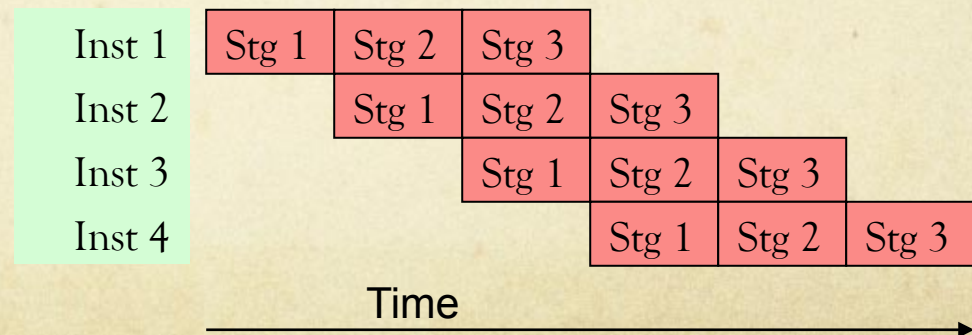 Inst 1 Stg 1 Stg 2 Stg 3
Inst 2 Stg 1 Stg 2 Stg 3
Inst 3 Stg 1 Stg 2 Stg 3
Inst 4 Stg 1 Stg 2 Stg 3
Time